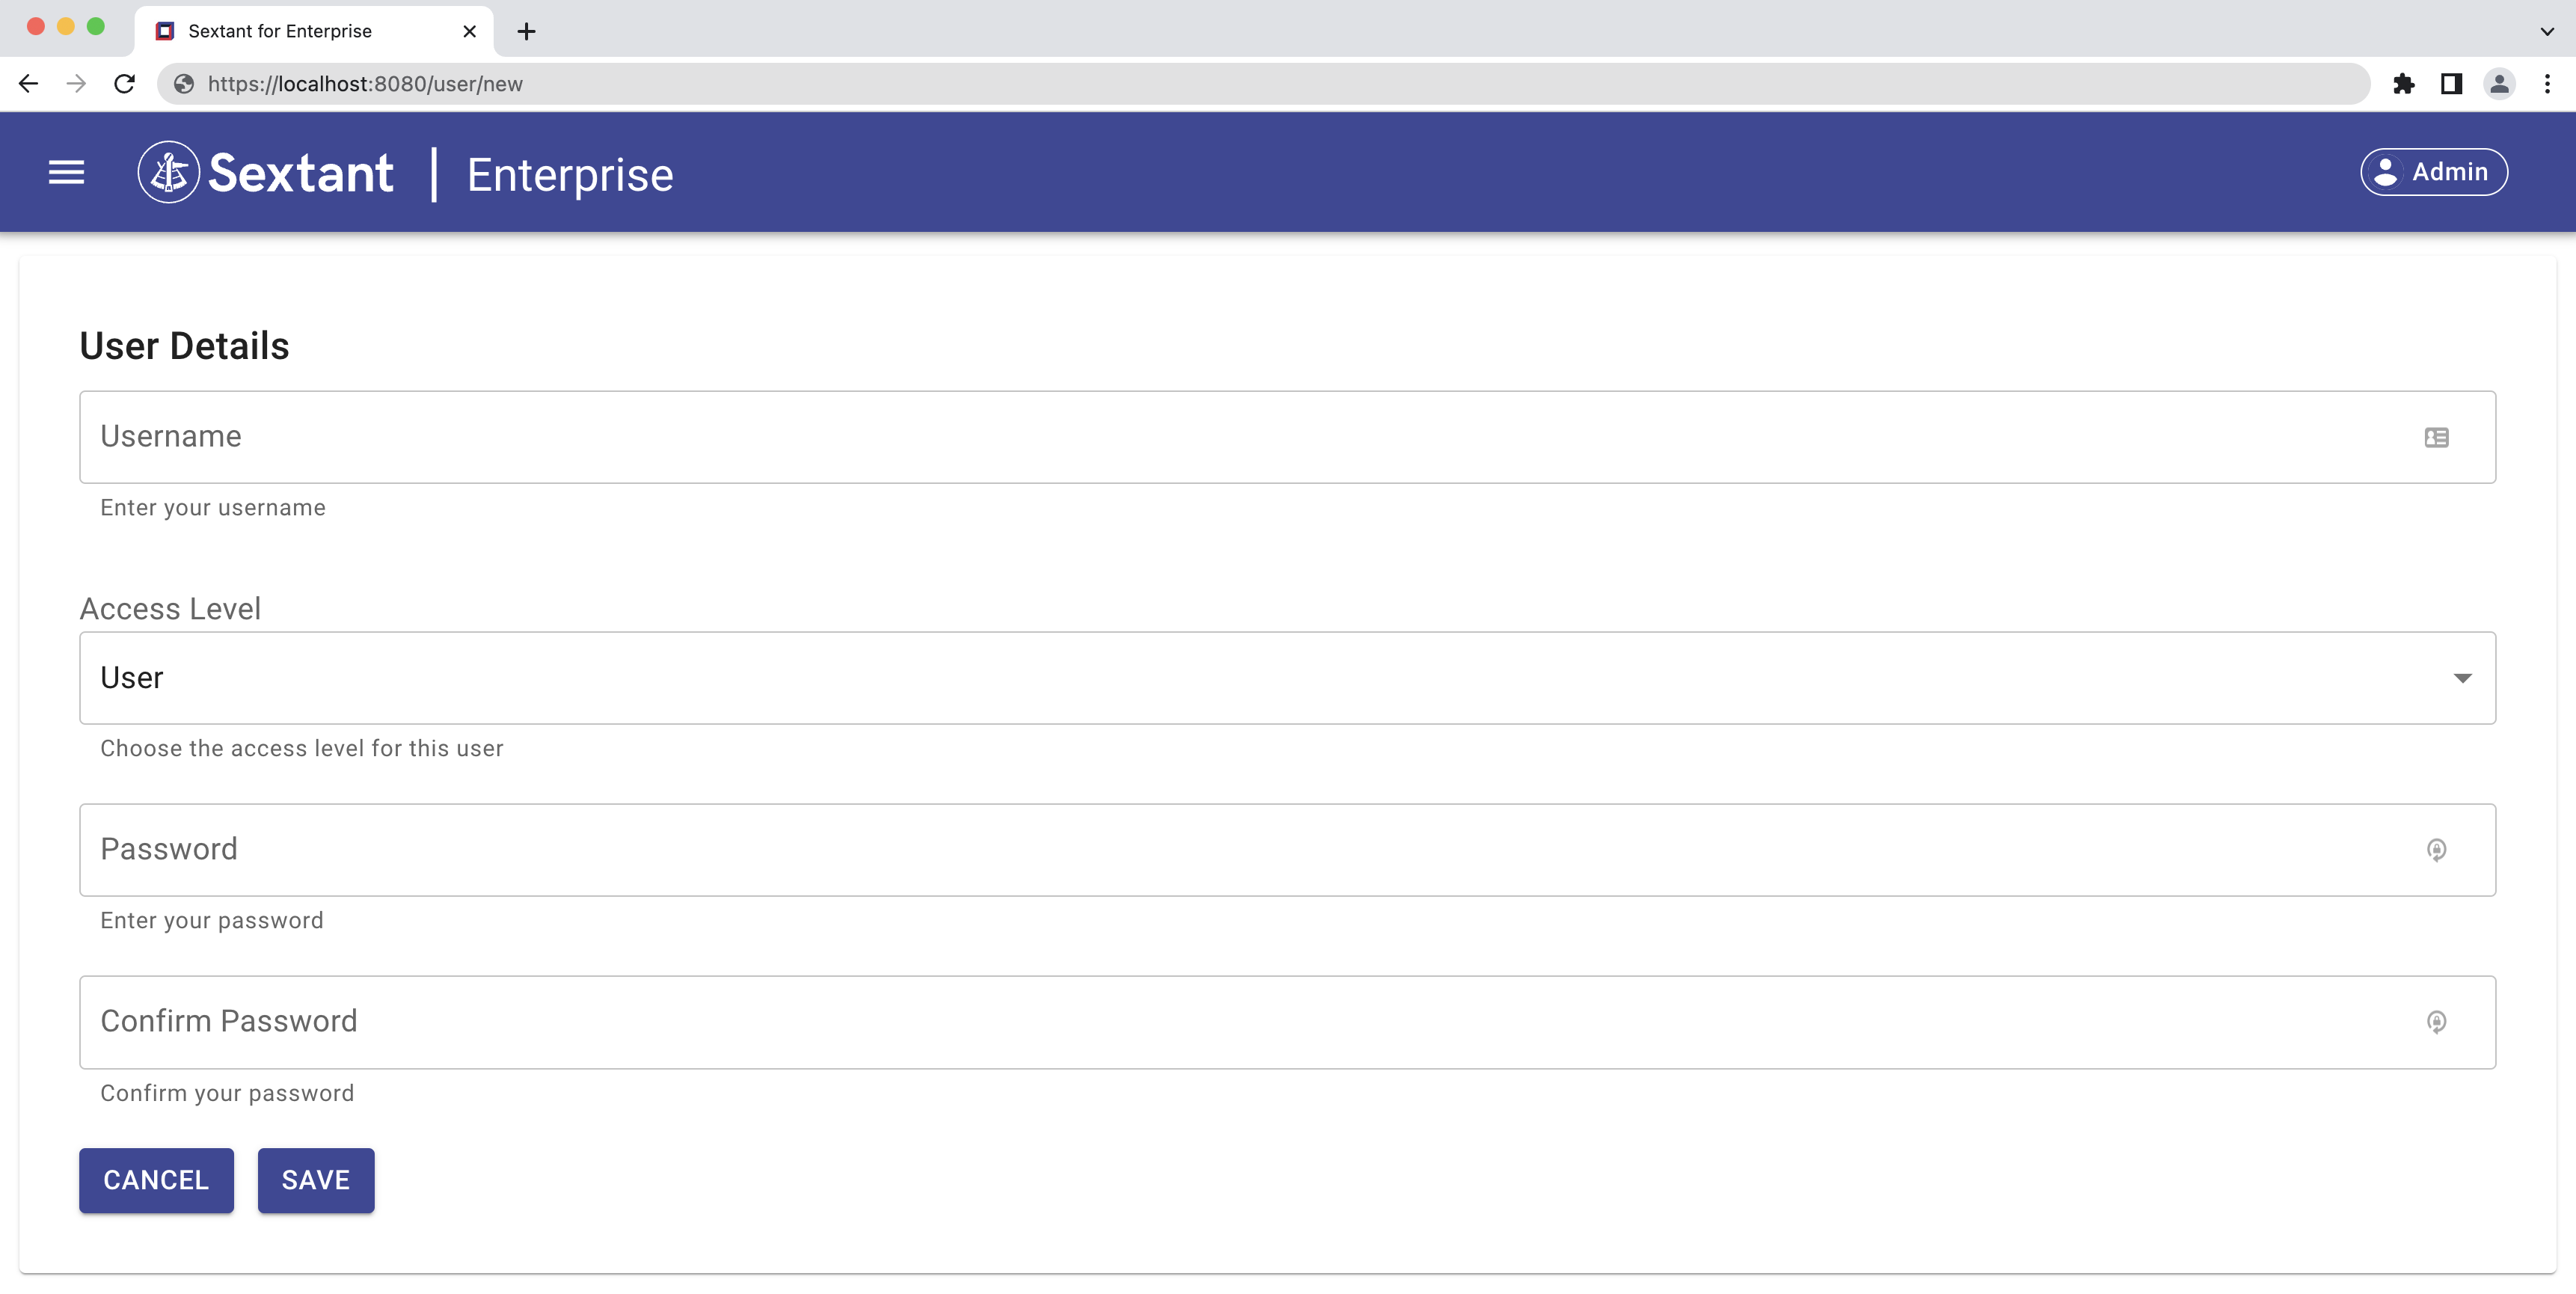 Sextant for Enterprise
https://localhost:8080/user/new
Sextant | Enterprise
Admin
User Details
Username
Enter your username
Access Level
User
Choose the access level for this user
Password
Enter your password
Confirm Password
Confirm your password
CANCEL SAVE